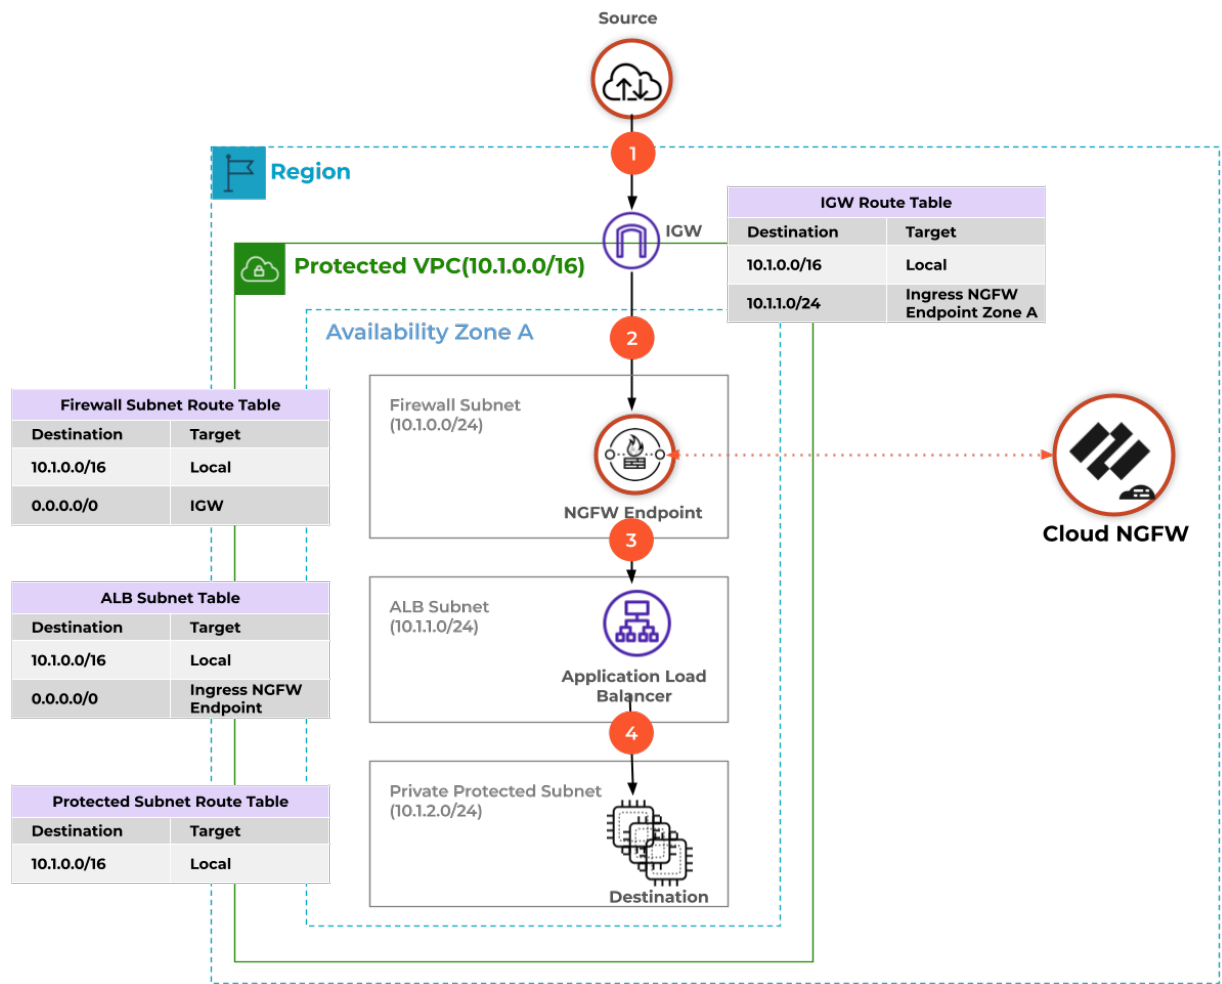 Source
1
Region
IGW
IGW Route Table
Destination Target
10.1.0.0/16 Local
10.1.1.0/24 Ingress NGFW
Endpoint Zone A
Protected VPC(10.1.0.0/16)
Availability Zone A
2
Firewall Subnet Route Table
Destination Target
10.1.0.0/16 Local
0.0.0.0/0 IGW
Firewall Subnet
(10.1.0.0/24)
NGFW Endpoint
Cloud NGFW
3
ALB Subnet Table
Destination Target
10.1.0.0/16 Local
0.0.0.0/0 Ingress NGFW
Endpoint
ALB Subnet
(10.1.1.0/24)
Application Load
Balancer
4
Protected Subnet Route Table
Destination Target
10.1.0.0/16 Local
Private Protected Subnet
(10.1.2.0/24)
Destination